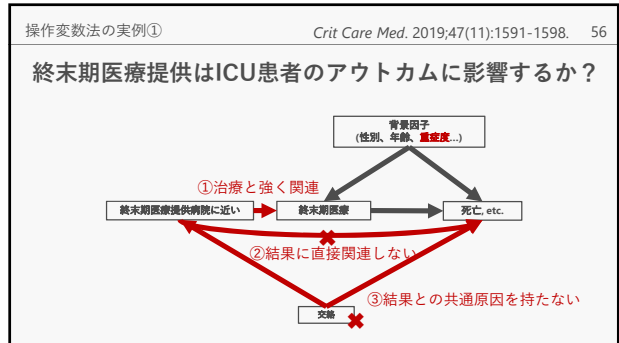 操作変数法の実例① Crit Care Med. 2019;47(11):1591-1598. 56
終末期医療提供はICU患者のアウトカムに影響するか？
背景因子
(性別、年齢、重症度...)
①治療と強く関連
終末期医療提供病院に近い 終末期医療 死亡, etc.
②結果に直接関連しない
③結果との共通原因を持たない
交絡